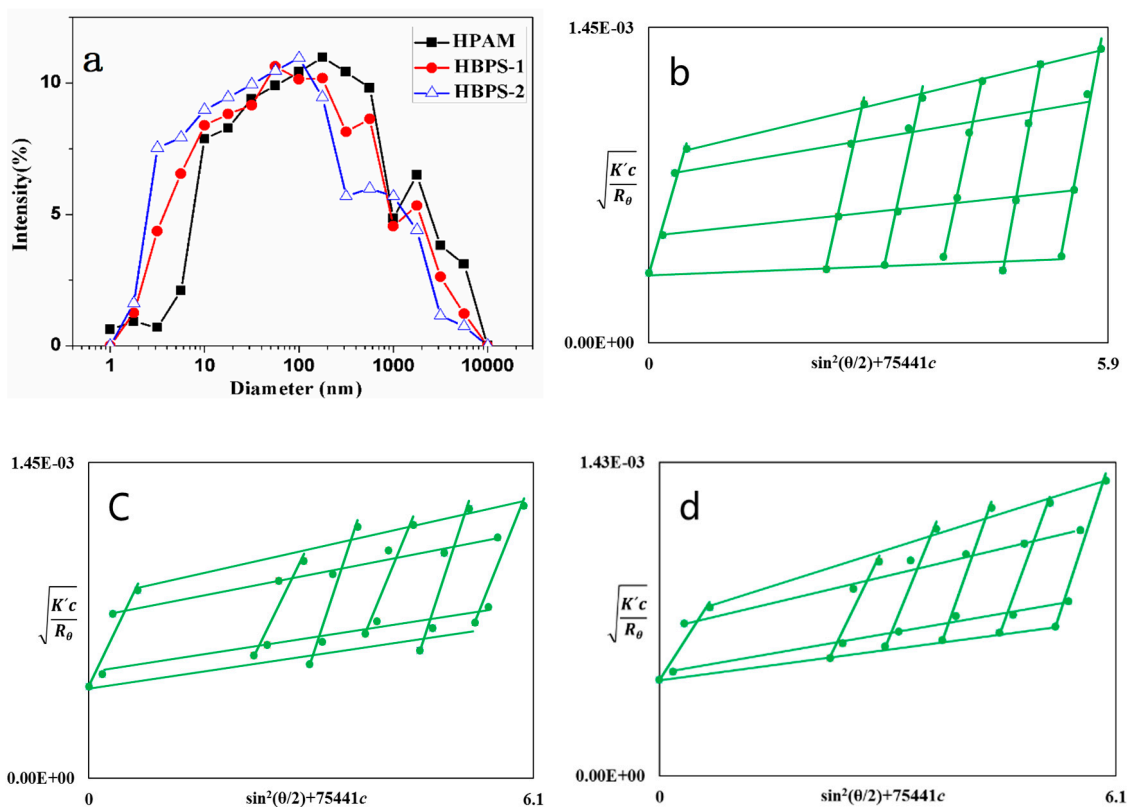 a
HPAM
HBPS-1
HBPS-2
Intensity(%)
10
5
0
1
10
100
1000
10000
Diameter (nm)
b
1.45E-03
√(K′c/Rθ)
0.00E+00
0
sin²(θ/2)+75441c
5.9
C
1.45E-03
√(K′c/Rθ)
0.00E+00
0
sin²(θ/2)+75441c
6.1
d
1.43E-03
√(K′c/Rθ)
0.00E+00
0
sin²(θ/2)+75441c
6.1